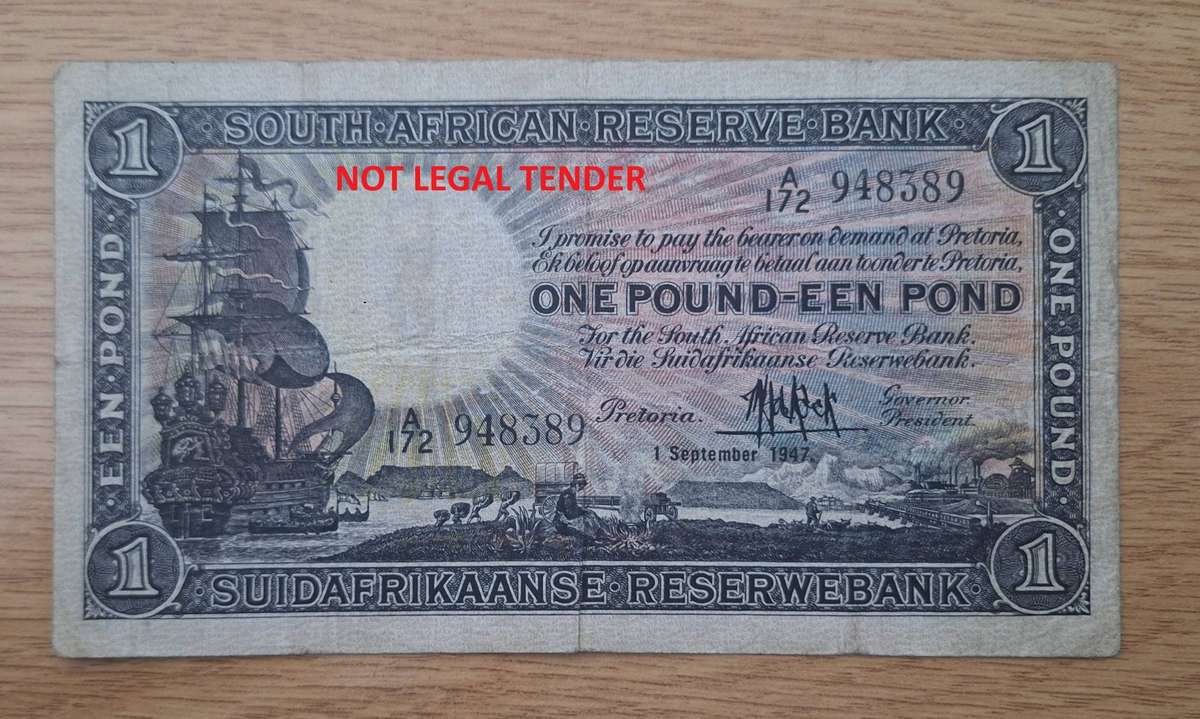 1
SOUTH·AFRICAN·RESERVE·BANK
1
NOT LEGAL TENDER
A
172 948389
I promise to pay the bearer on demand at Pretoria,
Ek beloof op aanvraag te betaal aan toonder te Pretoria,
ONE POUND-EEN POND
For the South African Reserve Bank.
Vir die Suidafrikaanse Reserwebank.
EEN·POND
ONE·POUND
A
172 948389
Pretoria.
Governor.
President.
1 September 1947.
1
SUIDAFRIKAANSE·RESERWEBANK
1